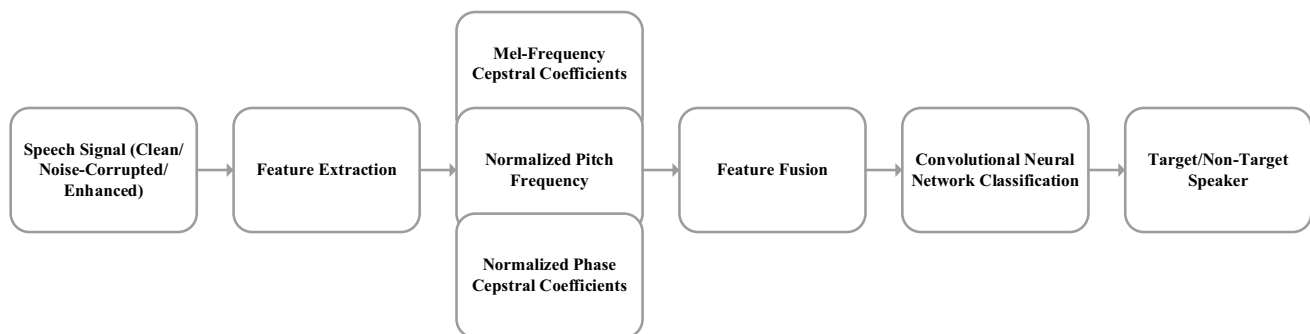 Speech Signal (Clean/
Noise-Corrupted/
Enhanced)
Feature Extraction
Mel-Frequency
Cepstral Coefficients
Normalized Pitch
Frequency
Normalized Phase
Cepstral Coefficients
Feature Fusion
Convolutional Neural
Network Classification
Target/Non-Target
Speaker